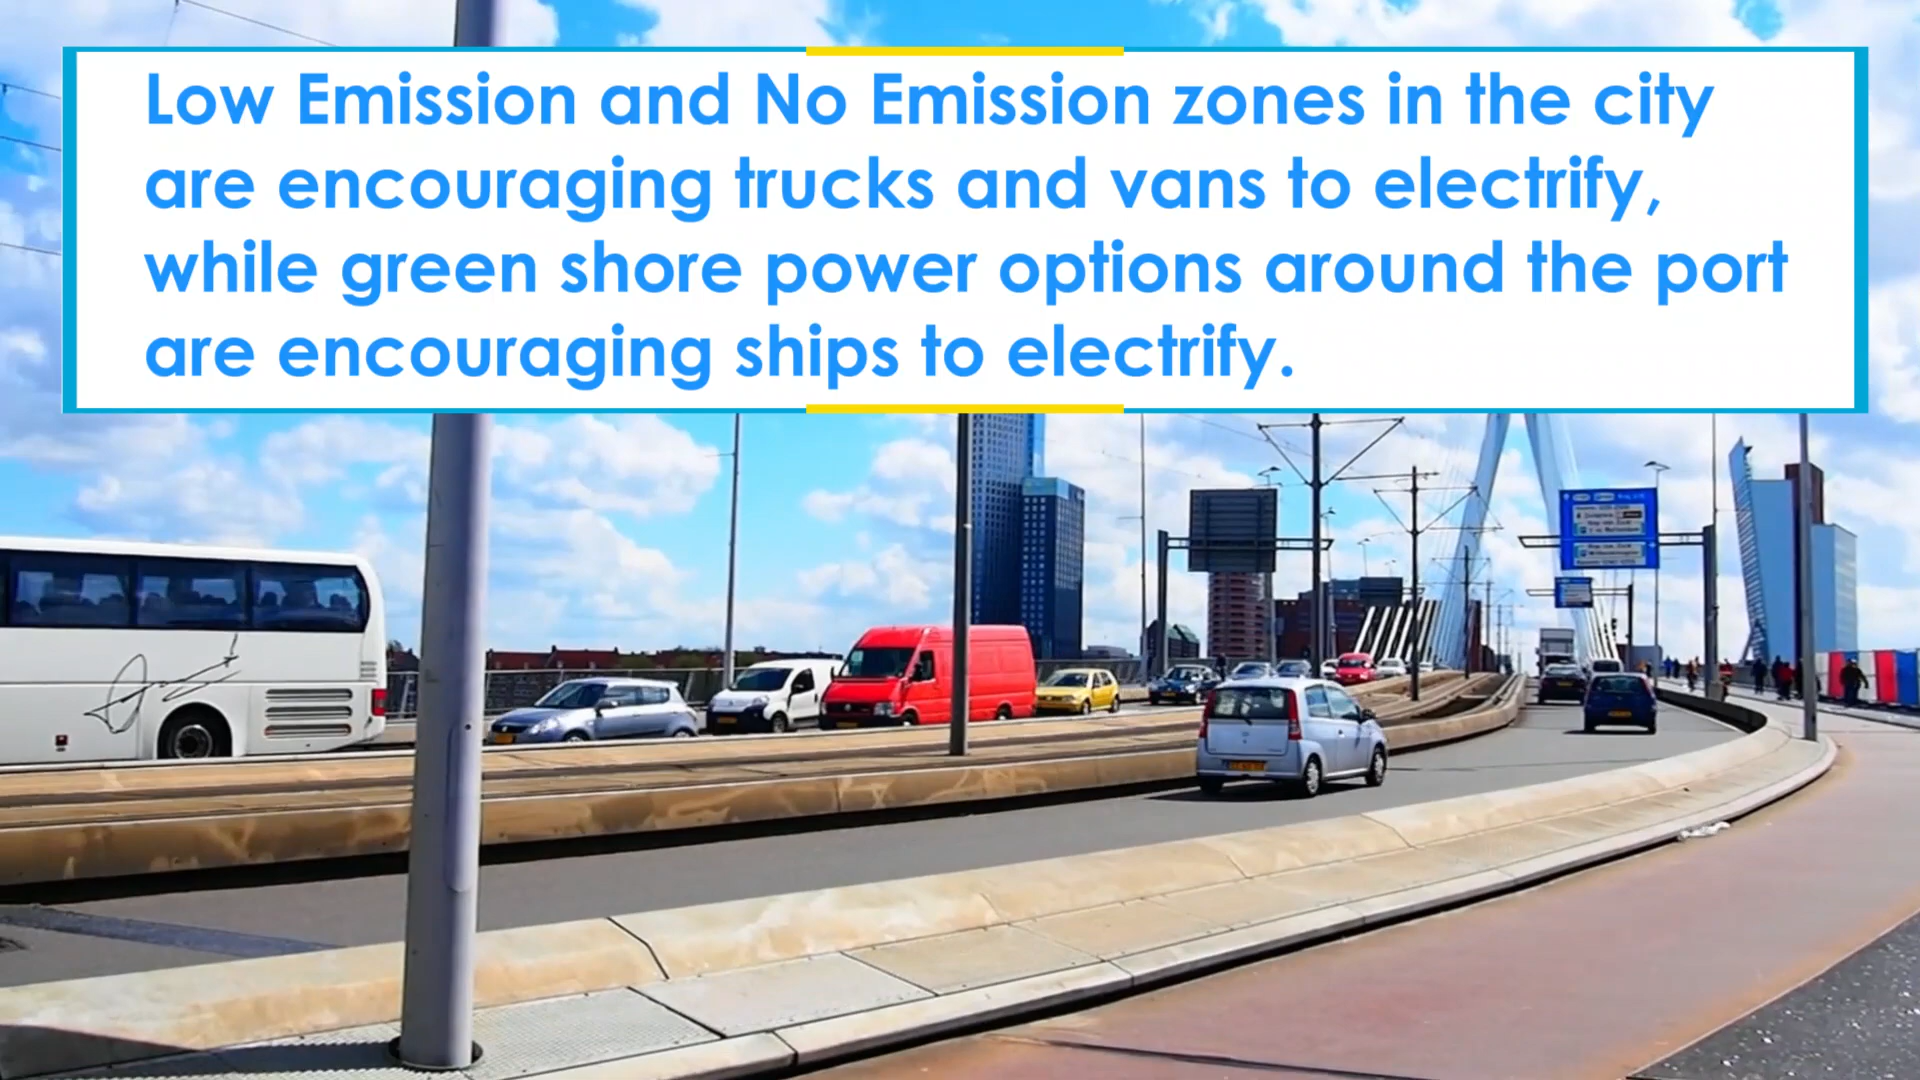 Low Emission and No Emission zones in the city
are encouraging trucks and vans to electrify,
while green shore power options around the port
are encouraging ships to electrify.